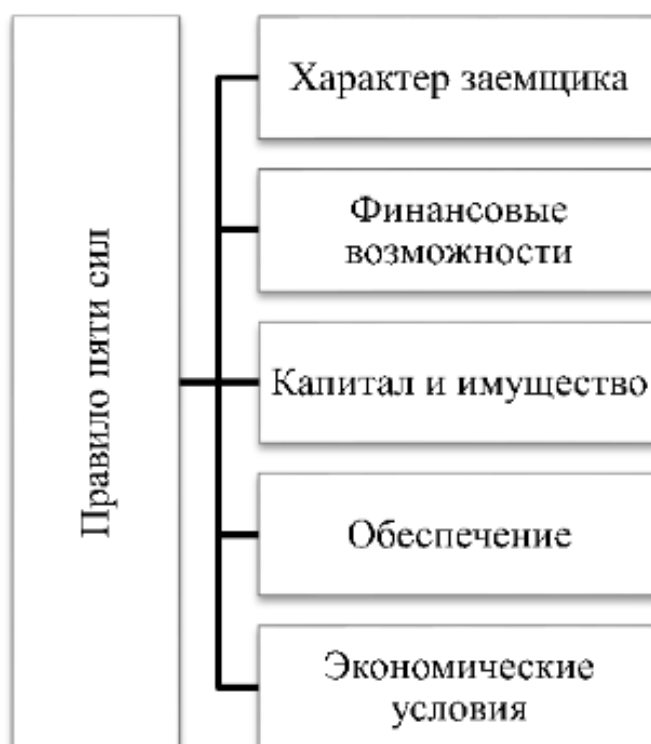 Правило пяти сил
Характер заемщика
Финансовые
возможности
Капитал и имущество
Обеспечение
Экономические
условия